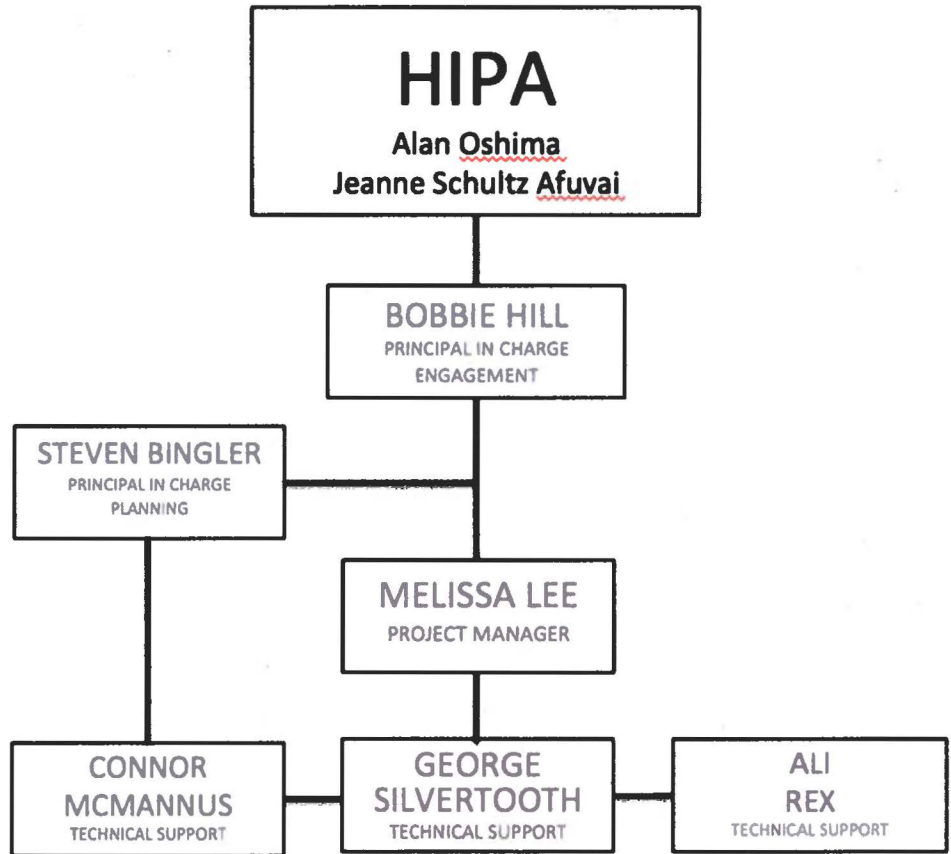 HIPA
Alan Oshima
Jeanne Schultz Afuvai
BOBBIE HILL
PRINCIPAL IN CHARGE
ENGAGEMENT
STEVEN BINGLER
PRINCIPAL IN CHARGE
PLANNING
MELISSA LEE
PROJECT MANAGER
CONNOR
MCMANNUS
TECHNICAL SUPPORT
GEORGE
SILVERTOOTH
TECHNICAL SUPPORT
ALI
REX
TECHNICAL SUPPORT